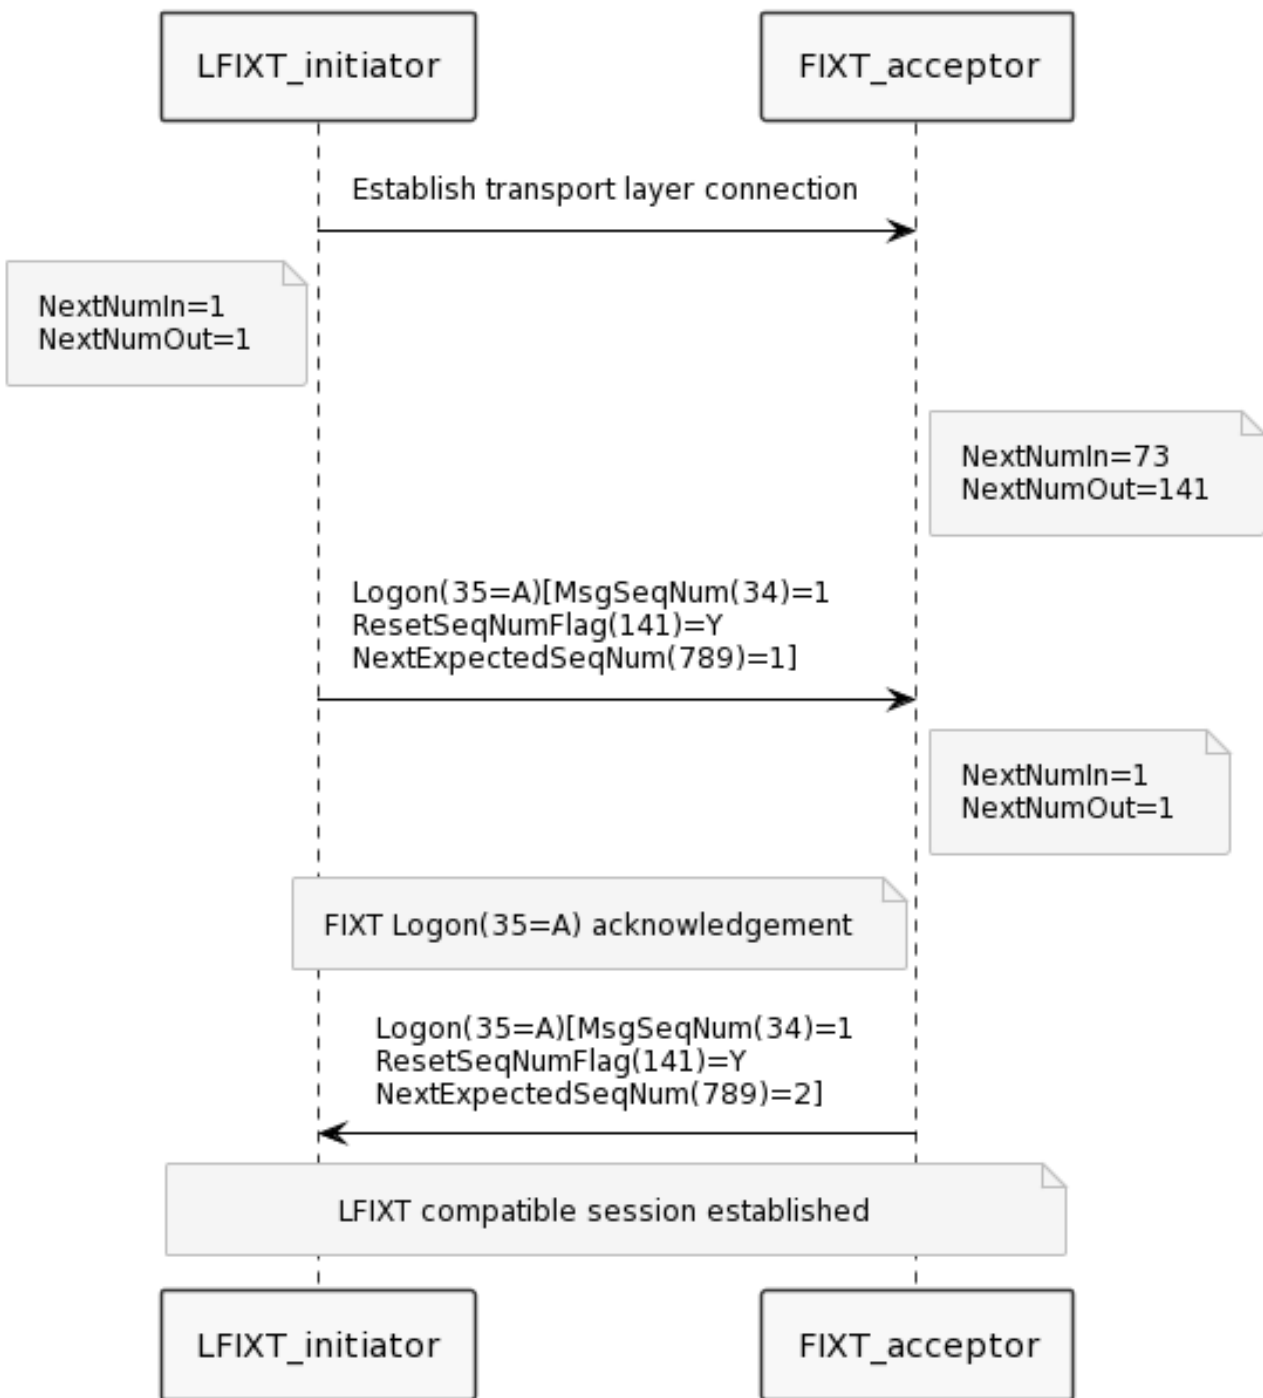 LFIXT_initiator
FIXT_acceptor
Establish transport layer connection
NextNumIn=1
NextNumOut=1
NextNumIn=73
NextNumOut=141
Logon(35=A)[MsgSeqNum(34)=1
ResetSeqNumFlag(141)=Y
NextExpectedSeqNum(789)=1]
NextNumIn=1
NextNumOut=1
FIXT Logon(35=A) acknowledgement
Logon(35=A)[MsgSeqNum(34)=1
ResetSeqNumFlag(141)=Y
NextExpectedSeqNum(789)=2]
LFIXT compatible session established
LFIXT_initiator
FIXT_acceptor